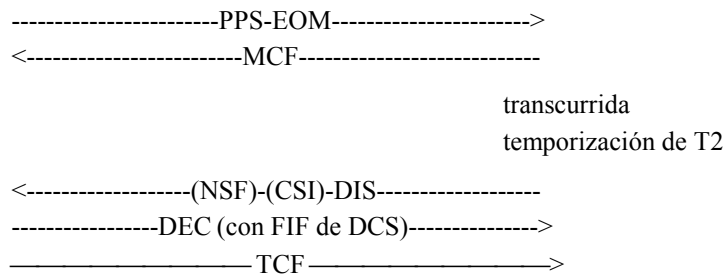 ------------------------PPS-EOM----------------------->
<-------------------------MCF----------------------------
transcurrida
temporización de T2
<-------------------(NSF)-(CSI)-DIS-------------------
-----------------DEC (con FIF de DCS)--------------->
————————— TCF —————————>